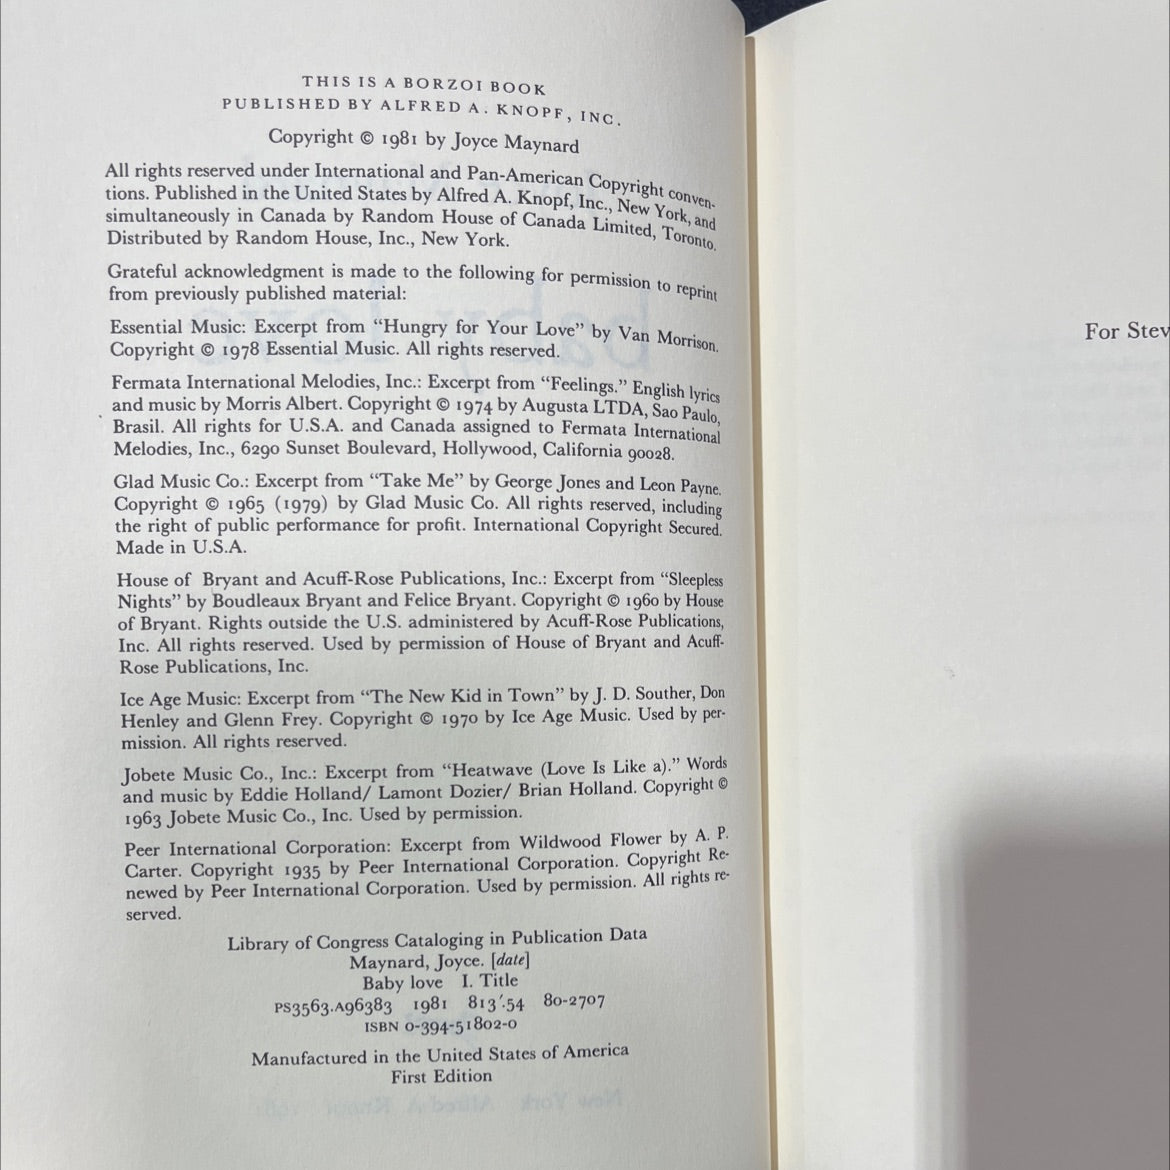 THIS IS A BORZOI BOOK
PUBLISHED BY ALFRED A. KNOPF, INC.
Copyright © 1981 by Joyce Maynard
All rights reserved under International and Pan-American Copyright conven-
tions. Published in the United States by Alfred A. Knopf, Inc., New York, and
simultaneously in Canada by Random House of Canada Limited, Toronto.
Distributed by Random House, Inc., New York.
Grateful acknowledgment is made to the following for permission to reprint
from previously published material:
Essential Music: Excerpt from “Hungry for Your Love” by Van Morrison.
Copyright © 1978 Essential Music. All rights reserved.
Fermata International Melodies, Inc.: Excerpt from “Feelings.” English lyrics
and music by Morris Albert. Copyright © 1974 by Augusta LTDA, Sao Paulo,
Brasil. All rights for U.S.A. and Canada assigned to Fermata International
Melodies, Inc., 6290 Sunset Boulevard, Hollywood, California 90028.
Glad Music Co.: Excerpt from “Take Me” by George Jones and Leon Payne.
Copyright © 1965 (1979) by Glad Music Co. All rights reserved, including
the right of public performance for profit. International Copyright Secured.
Made in U.S.A.
House of Bryant and Acuff-Rose Publications, Inc.: Excerpt from “Sleepless
Nights” by Boudleaux Bryant and Felice Bryant. Copyright © 1960 by House
of Bryant. Rights outside the U.S. administered by Acuff-Rose Publications,
Inc. All rights reserved. Used by permission of House of Bryant and Acuff-
Rose Publications, Inc.
Ice Age Music: Excerpt from “The New Kid in Town” by J. D. Souther, Don
Henley and Glenn Frey. Copyright © 1970 by Ice Age Music. Used by per-
mission. All rights reserved.
Jobete Music Co., Inc.: Excerpt from “Heatwave (Love Is Like a).” Words
and music by Eddie Holland/ Lamont Dozier/ Brian Holland. Copyright ©
1963 Jobete Music Co., Inc. Used by permission.
Peer International Corporation: Excerpt from Wildwood Flower by A. P.
Carter. Copyright 1935 by Peer International Corporation. Copyright Re-
newed by Peer International Corporation. Used by permission. All rights re-
served.
Library of Congress Cataloging in Publication Data
Maynard, Joyce. [date]
Baby love I. Title
PS3563.A96383 1981 813'.54 80-2707
ISBN 0-394-51802-0
Manufactured in the United States of America
First Edition
For Stev